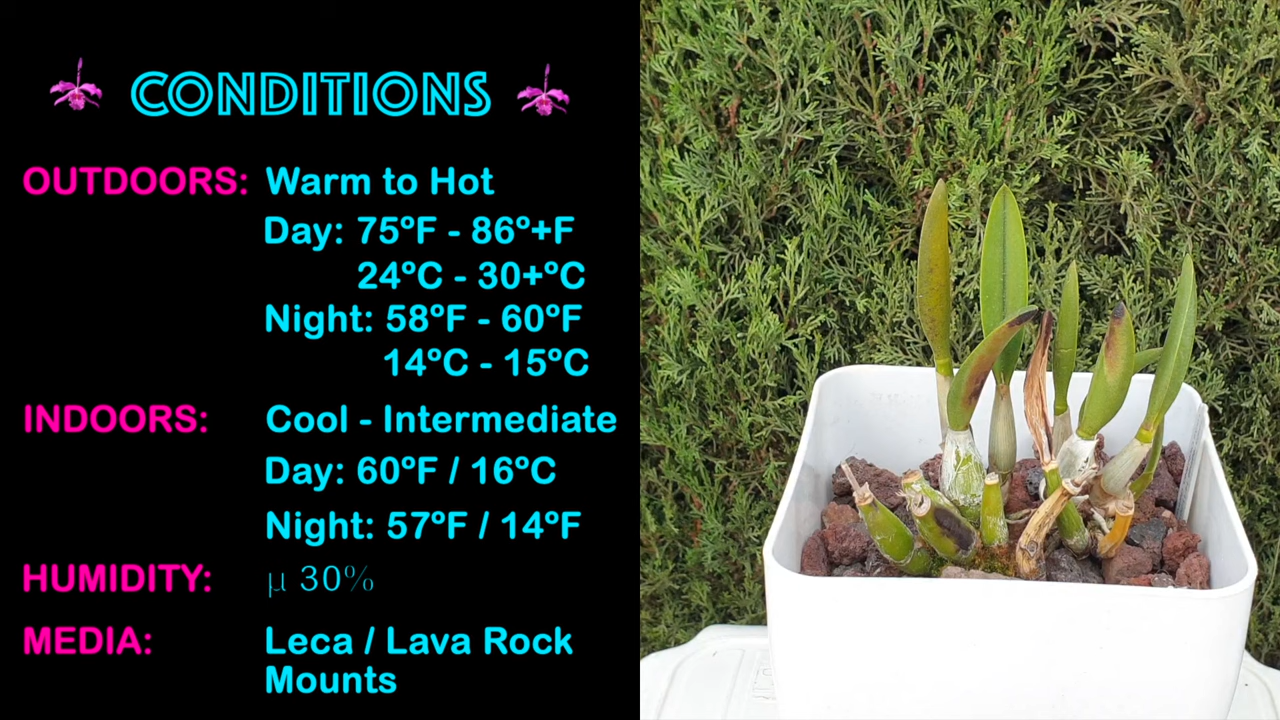 CONDITIONS
OUTDOORS: Warm to Hot
Day: 75ºF - 86º+F
24ºC - 30+ºC
Night: 58ºF - 60ºF
14ºC - 15ºC
INDOORS: Cool - Intermediate
Day: 60ºF / 16ºC
Night: 57ºF / 14ºF
HUMIDITY: μ 30%
MEDIA: Leca / Lava Rock
Mounts